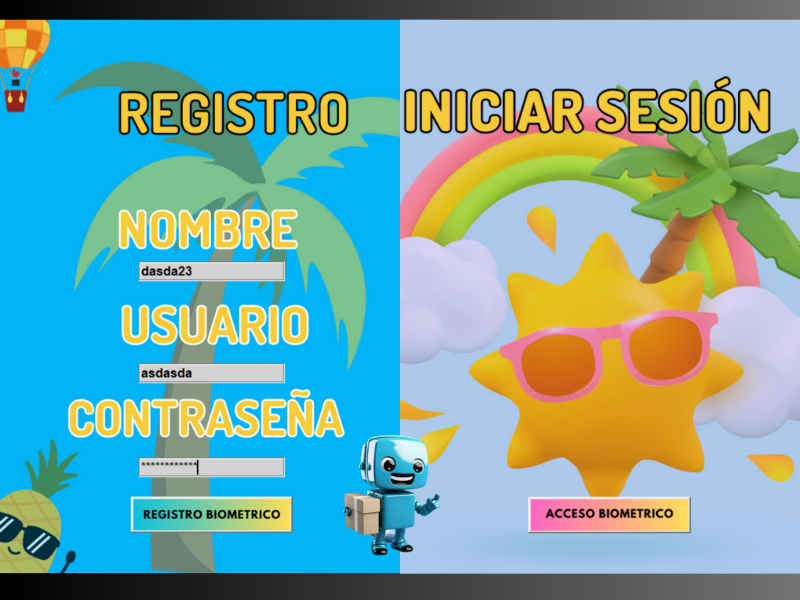 REGISTRO
NOMBRE
dasda23
USUARIO
asdasda
CONTRASEÑA
************
REGISTRO BIOMETRICO
INICIAR SESIÓN
ACCESO BIOMETRICO